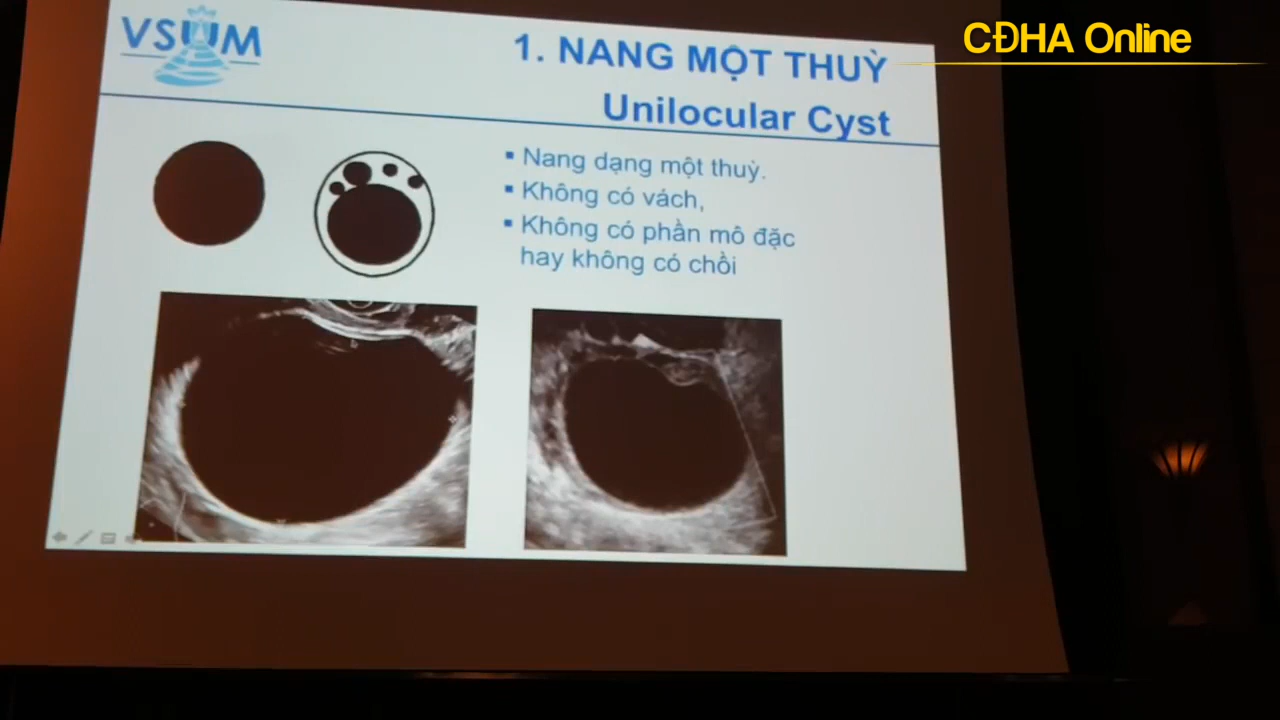 VSUM
CĐHA Online
1. NANG MỘT THUỲ
Unilocular Cyst
▪ Nang dạng một thuỳ.
▪ Không có vách,
▪ Không có phần mô đặc
hay không có chồi